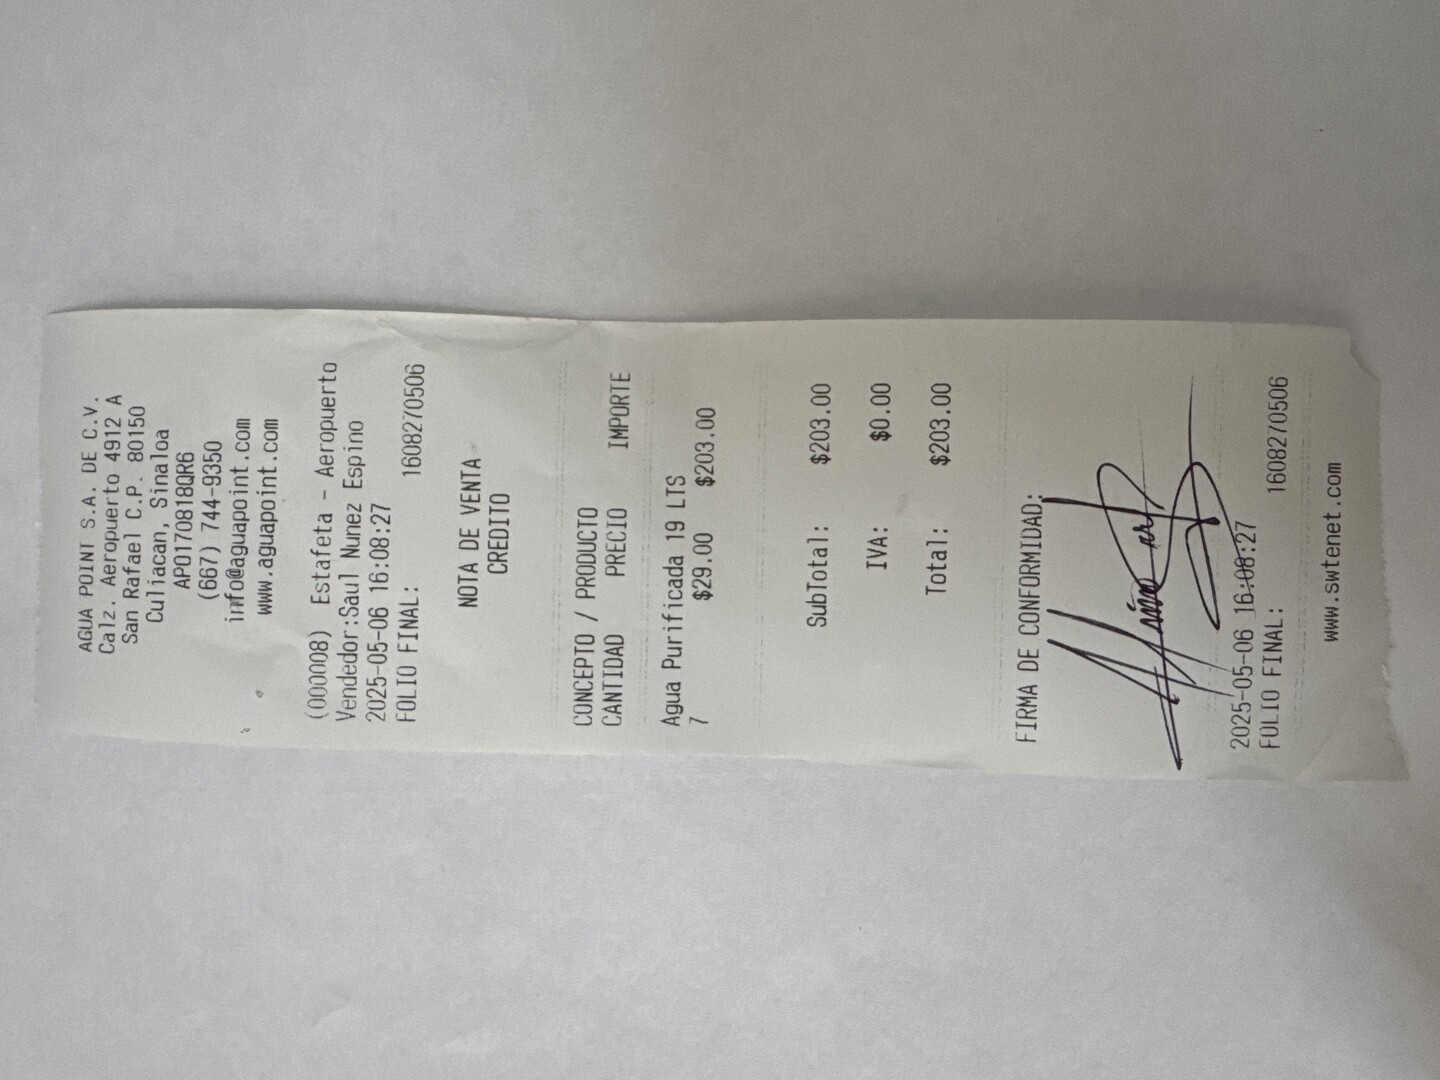 AGUA POINT S.A. DE C.V.
Calz. Aeropuerto 4912 A
San Rafael C.P. 80150
Culiacan, Sinaloa
APO170818QR6
(667) 744-9350
info@aguapoint.com
www.aguapoint.com
(000008) Estafeta - Aeropuerto
Vendedor:Saul Nunez Espino
2025-05-06 16:08:27
FOLIO FINAL: 1608270506
NOTA DE VENTA
CREDITO
CONCEPTO / PRODUCTO
CANTIDAD PRECIO IMPORTE
Agua Purificada 19 LTS
7 $29.00 $203.00
SubTotal: $203.00
IVA: $0.00
Total: $203.00
FIRMA DE CONFORMIDAD:
2025-05-06 16:08:27
FOLIO FINAL: 1608270506
www.swtenet.com